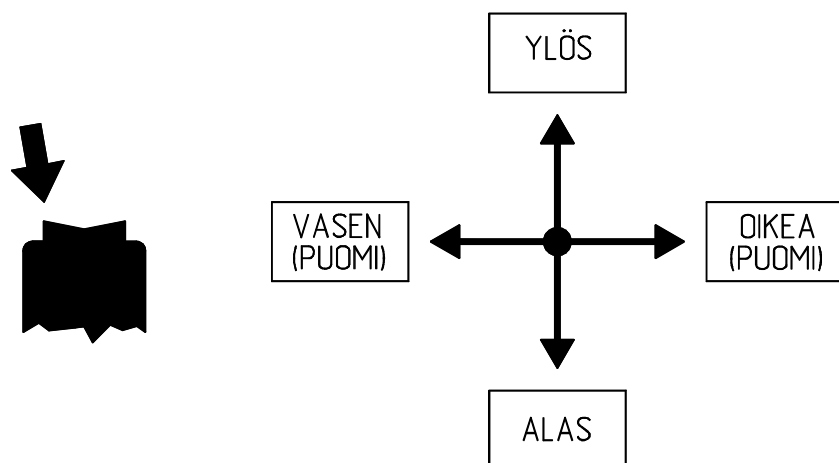 YLÖS
VASEN
(PUOMI)
OIKEA
(PUOMI)
ALAS